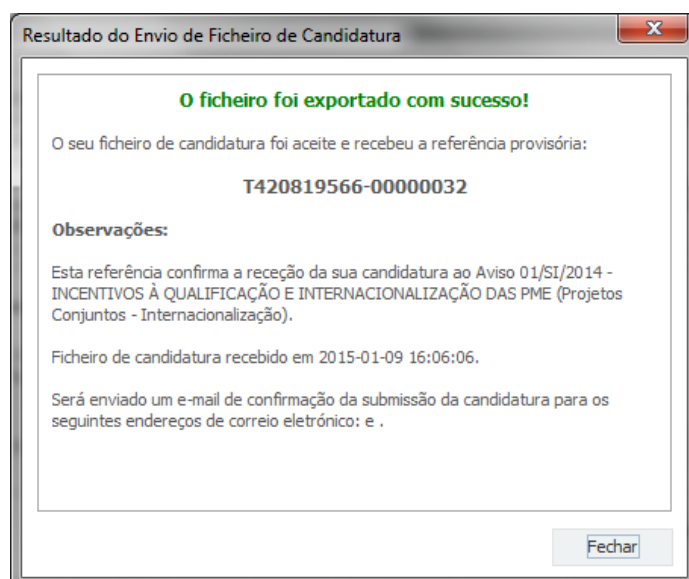 Resultado do Envio de Ficheiro de Candidatura
O ficheiro foi exportado com sucesso!
O seu ficheiro de candidatura foi aceite e recebeu a referência provisória:
T420819566-00000032
Observações:
Esta referência confirma a receção da sua candidatura ao Aviso 01/SI/2014 -
INCENTIVOS À QUALIFICAÇÃO E INTERNACIONALIZAÇÃO DAS PME (Projetos
Conjuntos - Internacionalização).
Ficheiro de candidatura recebido em 2015-01-09 16:06:06.
Será enviado um e-mail de confirmação da submissão da candidatura para os
seguintes endereços de correio eletrónico: e .
Fechar